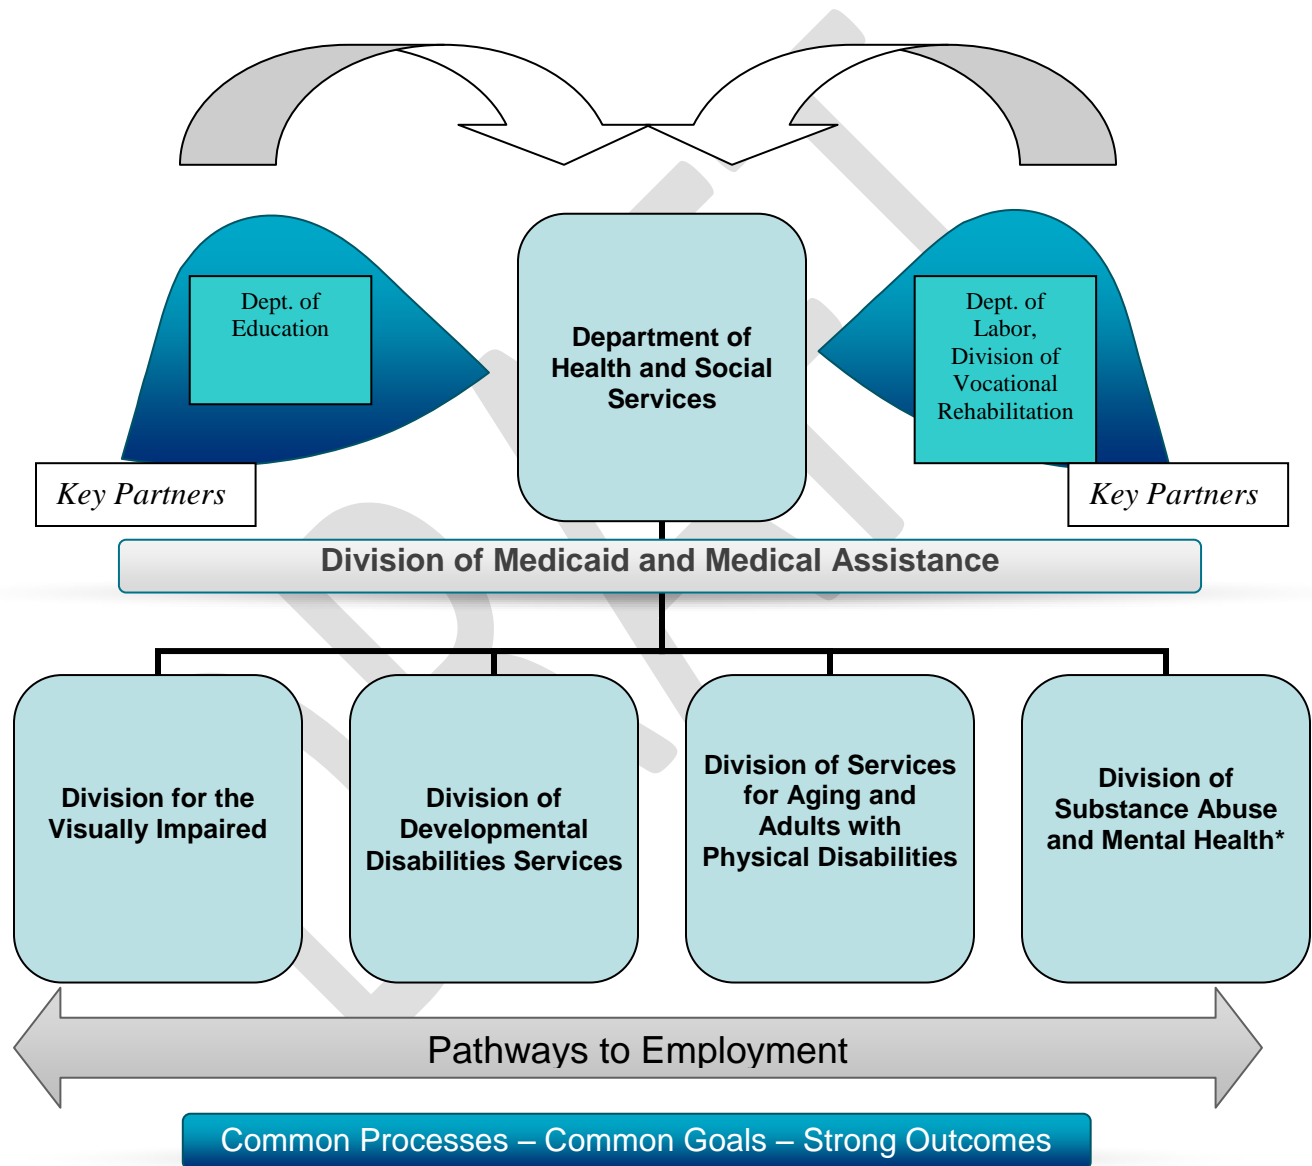 Dept. of
Education
Department of
Health and Social
Services
Dept. of
Labor,
Division of
Vocational
Rehabilitation
Key Partners
Key Partners
Division of Medicaid and Medical Assistance
Division for the
Visually Impaired
Division of
Developmental
Disabilities Services
Division of Services
for Aging and
Adults with
Physical Disabilities
Division of
Substance Abuse
and Mental Health*
Pathways to Employment
Common Processes – Common Goals – Strong Outcomes
DRAFT